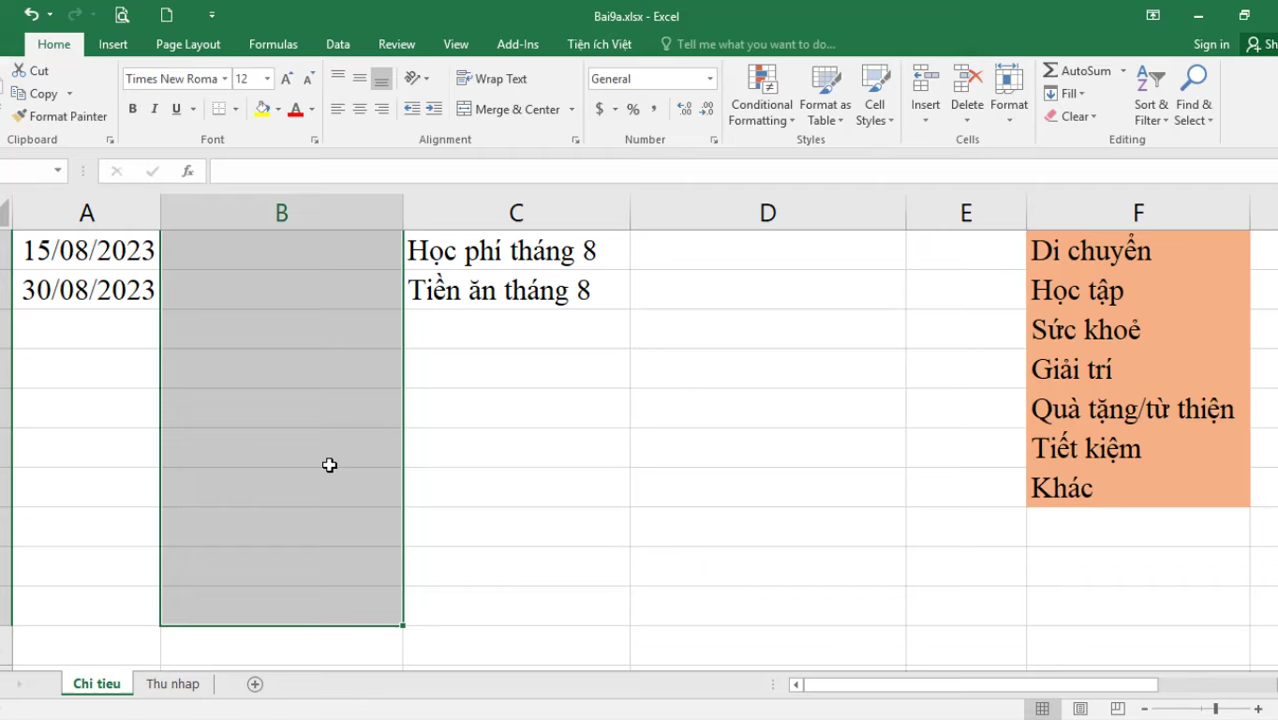 Bai9a.xlsx - Excel
Home Insert Page Layout Formulas Data Review View Add-Ins Tiện ích Việt Tell me what you want to do... Sign in
Cut
Copy
Format Painter
Clipboard
Times New Roma 12
B I U A
Font
Wrap Text
Merge & Center
Alignment
General
$ % ,
Number
Conditional Formatting
Format as Table
Cell Styles
Styles
Insert Delete Format
Cells
AutoSum
Fill
Clear
Sort & Filter
Find & Select
Editing
fx
A B C D E F
15/08/2023 Học phí tháng 8 Di chuyển
30/08/2023 Tiền ăn tháng 8 Học tập
Sức khoẻ
Giải trí
Quà tặng/từ thiện
Tiết kiệm
Khác
Chi tieu Thu nhap